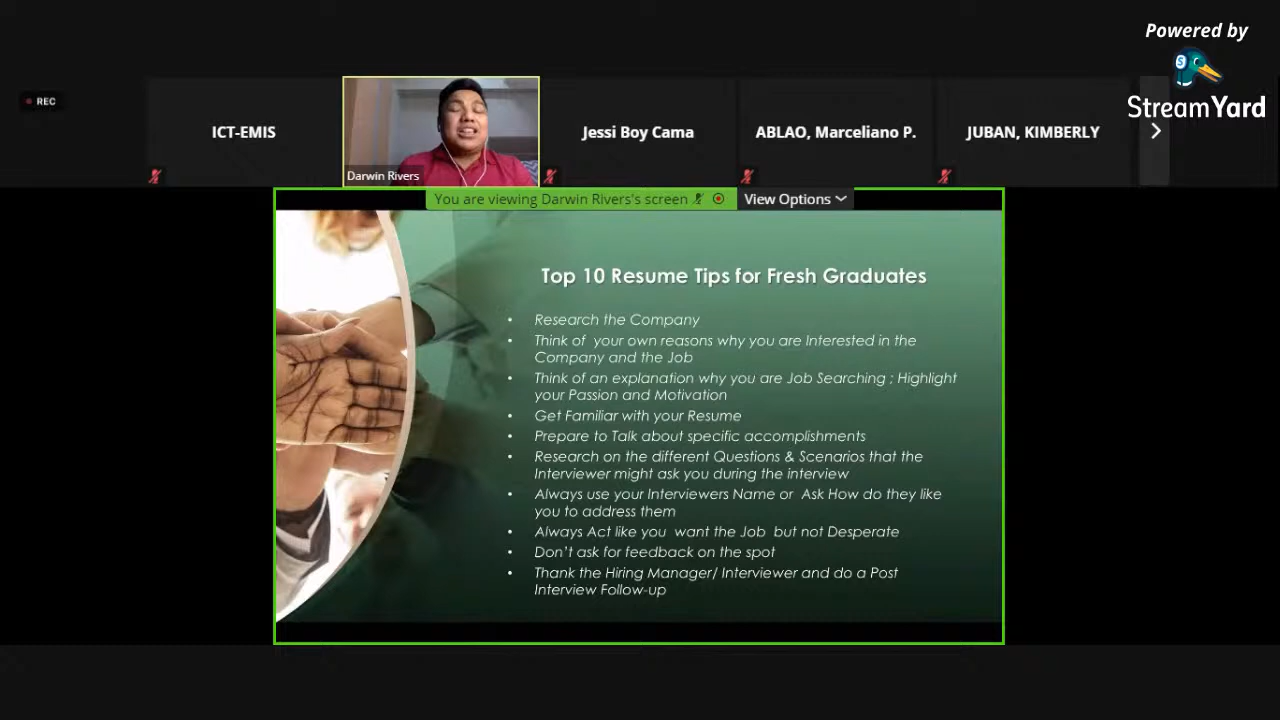 Powered by
StreamYard
REC
ICT-EMIS
Darwin Rivers
Jessi Boy Cama
ABLAO, Marceliano P.
JUBAN, KIMBERLY
You are viewing Darwin Rivers's screen
View Options
Top 10 Resume Tips for Fresh Graduates
• Research the Company
• Think of your own reasons why you are Interested in the
Company and the Job
• Think of an explanation why you are Job Searching ; Highlight
your Passion and Motivation
• Get Familiar with your Resume
• Prepare to Talk about specific accomplishments
• Research on the different Questions & Scenarios that the
Interviewer might ask you during the interview
• Always use your Interviewers Name or Ask How do they like
you to address them
• Always Act like you want the Job but not Desperate
• Don't ask for feedback on the spot
• Thank the Hiring Manager/ Interviewer and do a Post
Interview Follow-up